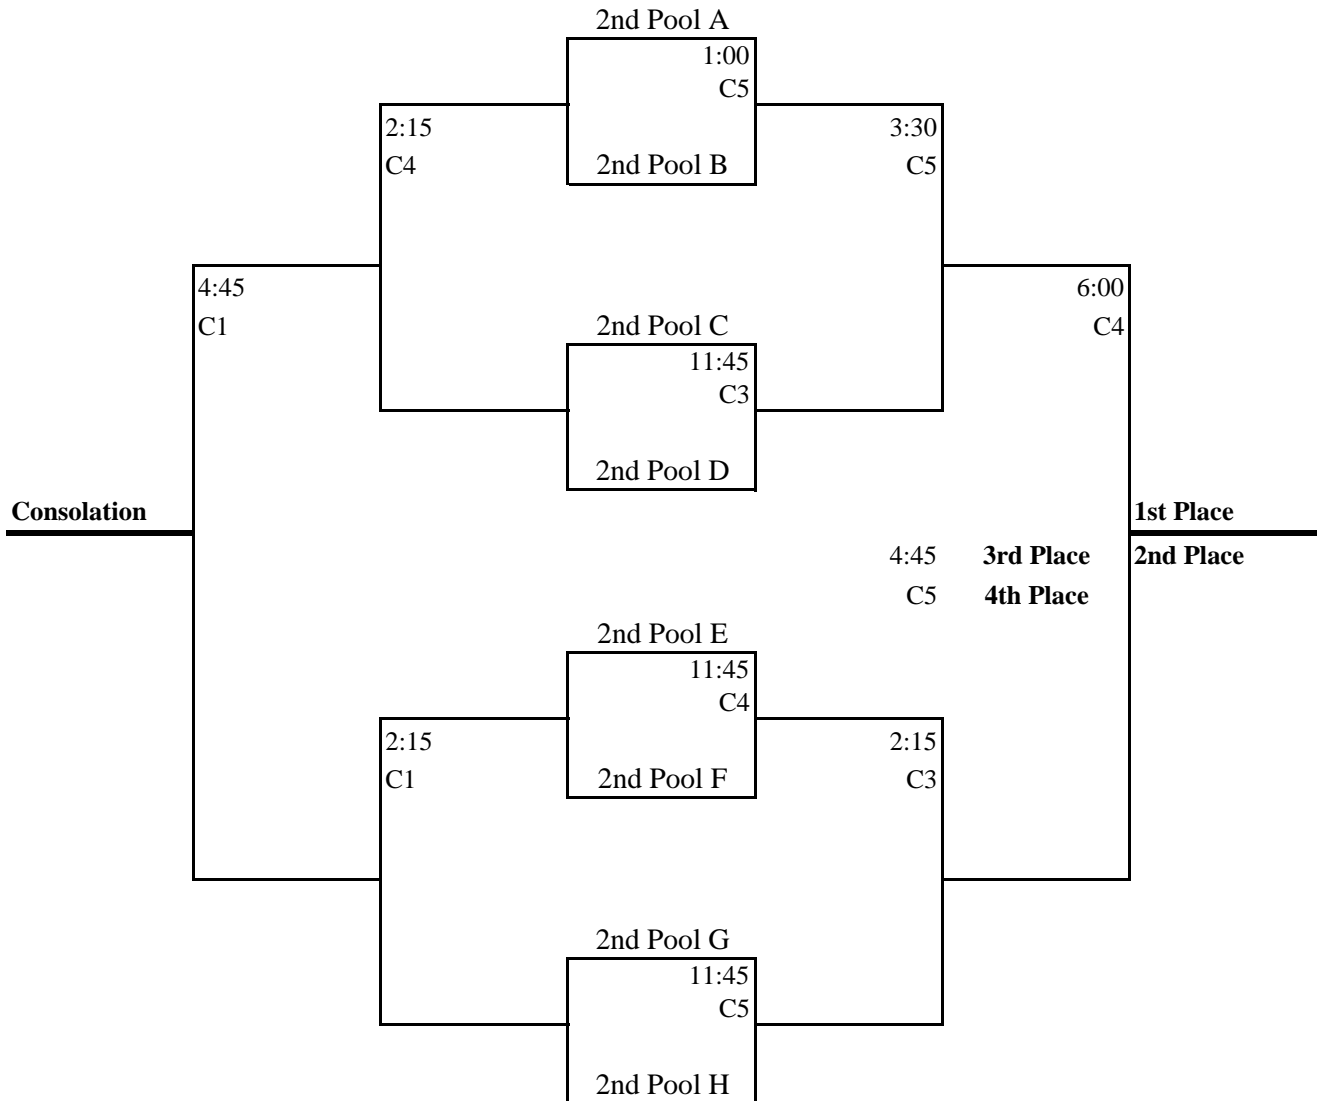 2nd Pool A
1:00
C5
2:15
3:30
C4
2nd Pool B
C5
4:45
6:00
C1
2nd Pool C
C4
11:45
C3
2nd Pool D
Consolation
1st Place
4:45 3rd Place 2nd Place
C5 4th Place
2nd Pool E
11:45
C4
2:15
2:15
C1
2nd Pool F
C3
2nd Pool G
11:45
C5
2nd Pool H